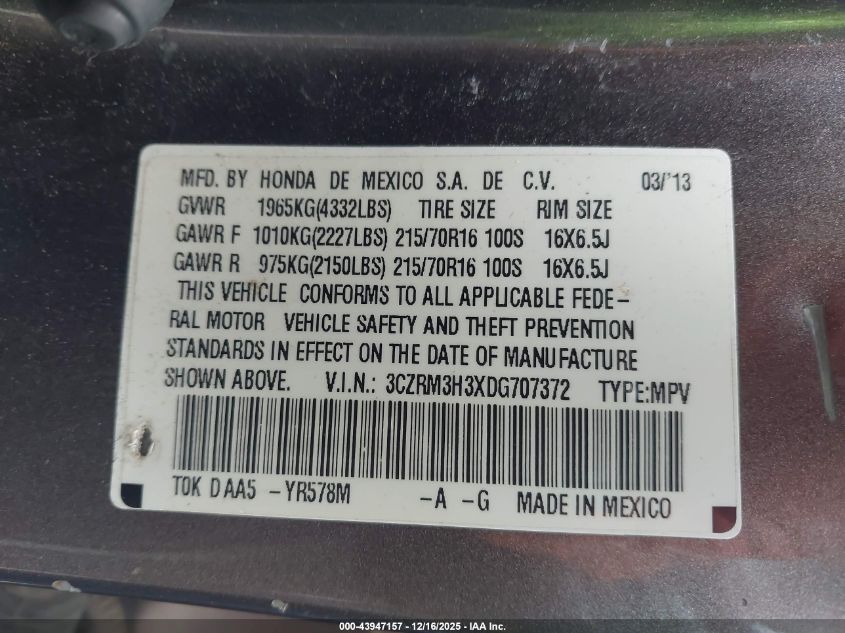 MFD. BY HONDA DE MEXICO S.A. DE C.V. 03/'13
GVWR 1965KG(4332LBS) TIRE SIZE RIM SIZE
GAWR F 1010KG(2227LBS) 215/70R16 100S 16X6.5J
GAWR R 975KG(2150LBS) 215/70R16 100S 16X6.5J
THIS VEHICLE CONFORMS TO ALL APPLICABLE FEDE-
RAL MOTOR VEHICLE SAFETY AND THEFT PREVENTION
STANDARDS IN EFFECT ON THE DATE OF MANUFACTURE
SHOWN ABOVE. V.I.N.: 3CZRM3H3XDG707372 TYPE:MPV
T0K D AA5 -YR578M -A -G MADE IN MEXICO
000-43947157 - 12/16/2025 - IAA Inc.